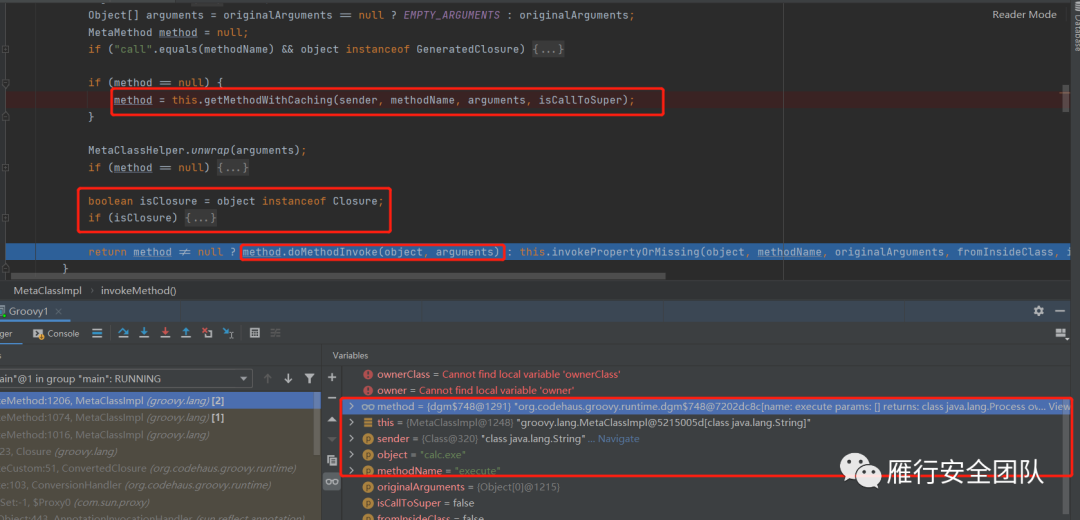 Object[] arguments = originalArguments == null ? EMPTY_ARGUMENTS : originalArguments;
Reader Mode
MetaMethod method = null;
if ("call".equals(methodName) && object instanceof GeneratedClosure) {...}
if (method == null) {
method = this.getMethodWithCaching(sender, methodName, arguments, isCallToSuper);
}
MetaClassHelper.unwrap(arguments);
if (method == null) {...}
boolean isClosure = object instanceof Closure;
if (isClosure) {...}
return method ≠ null ? method.doMethodInvoke(object, arguments) : this.invokePropertyOrMissing(object, methodName, originalArguments, fromInsideClass, i
}
Database
MetaClassImpl › invokeMethod()
Groovy1 ×
ger Console
s
Variables
ain"@1 in group "main": RUNNING
eMethod:1206, MetaClassImpl (groovy.lang) [2]
eMethod:1074, MetaClassImpl (groovy.lang) [1]
eMethod:1016, MetaClassImpl (groovy.lang)
23, Closure (groovy.lang)
eCustom:51, ConvertedClosure (org.codehaus.groovy.runtime)
e:103, ConversionHandler (org.codehaus.groovy.runtime)
Set:-1, $Proxy0 (com.sun.proxy)
Object:443, AnnotationInvocationHandler (sun.reflect.annotation)
ownerClass = Cannot find local variable 'ownerClass'
owner = Cannot find local variable 'owner'
method = {dgm$748@1291} "org.codehaus.groovy.runtime.dgm$748@7202dc8c[name: execute params: [] returns: class java.lang.Process ow... View
this = {MetaClassImpl@1248} "groovy.lang.MetaClassImpl@5215005d[class java.lang.String]"
sender = {Class@320} "class java.lang.String" ... Navigate
object = "calc.exe"
methodName = "execute"
originalArguments = {Object[0]@1215}
isCallToSuper = false
fromInsideClass = false
雁行安全团队